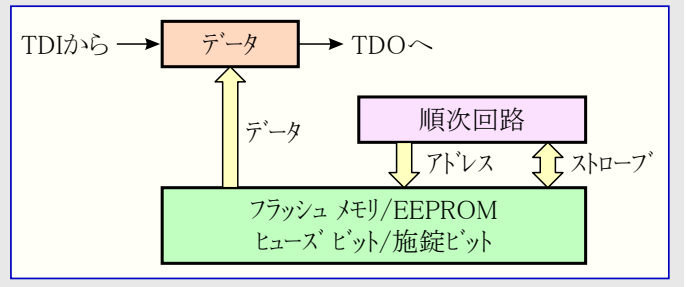 TDIから
データ
TDOへ
順次回路
データ
アドレス
ストローブ
フラッシュ メモリ/EEPROM
ヒューズ ビット/施錠ビット